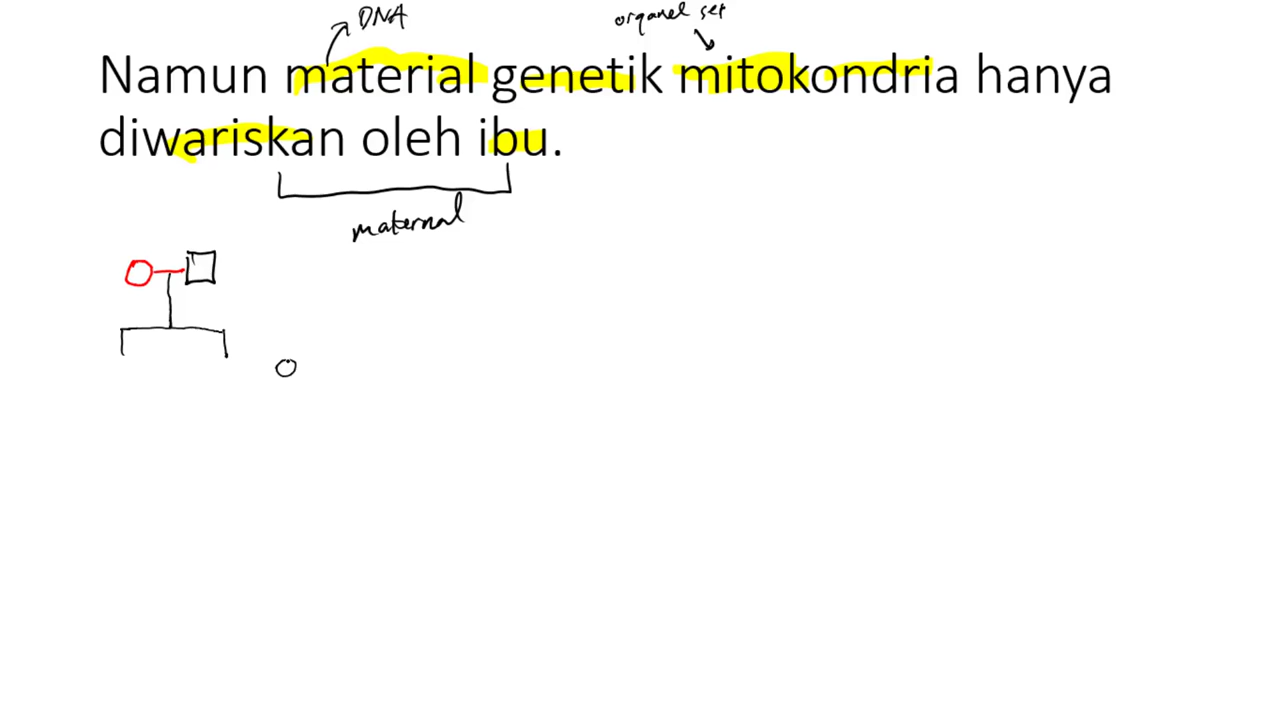 DNA
organel sel
Namun material genetik mitokondria hanya
diwariskan oleh ibu.
maternal